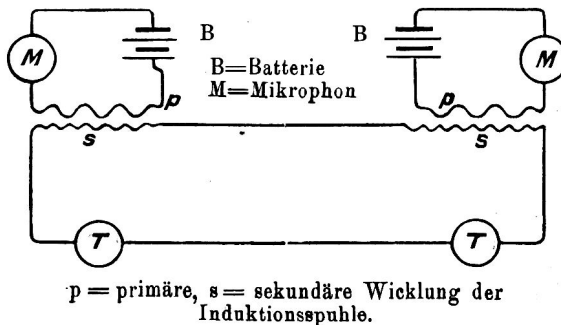 M B B M
B=Batterie
M=Mikrophon
p p
s s
T T
p = primäre, s = sekundäre Wicklung der
Induktionsspuhle.